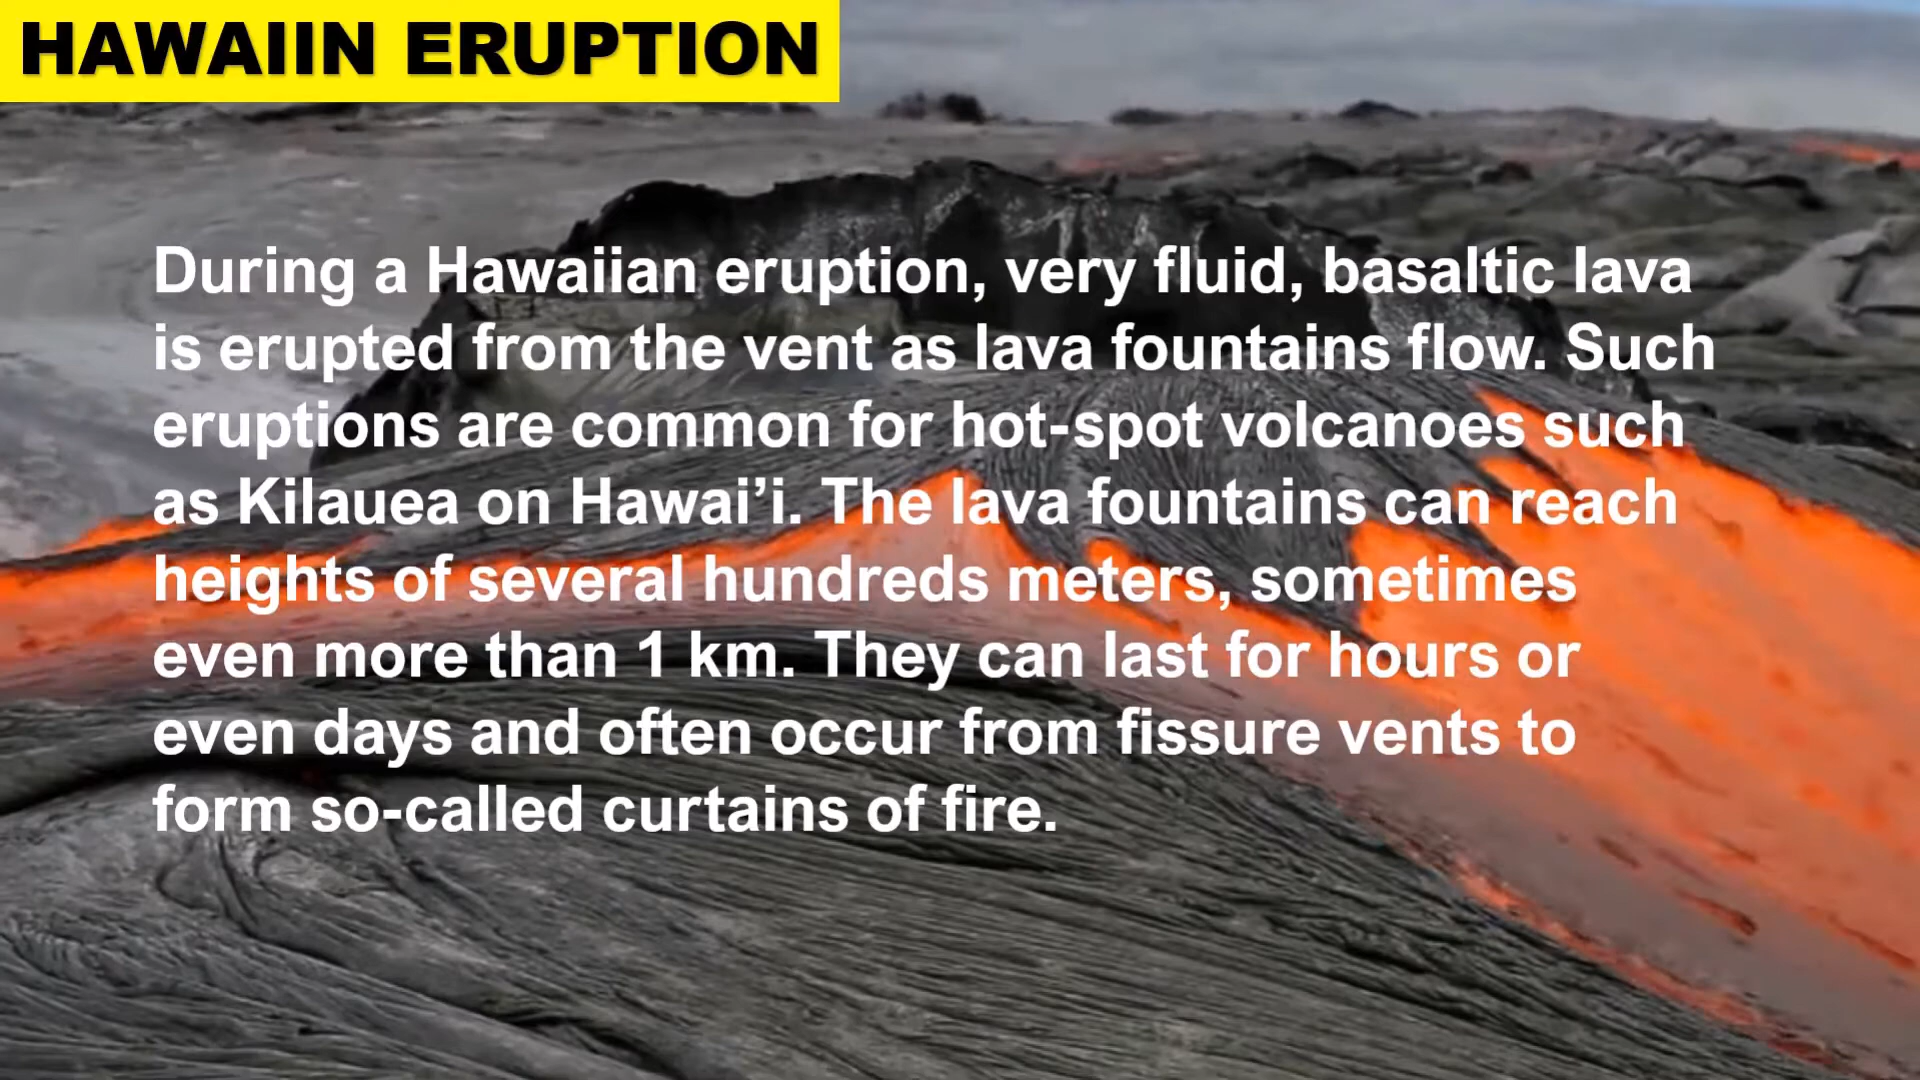 HAWAIIN ERUPTION
During a Hawaiian eruption, very fluid, basaltic lava
is erupted from the vent as lava fountains flow. Such
eruptions are common for hot-spot volcanoes such
as Kilauea on Hawai’i. The lava fountains can reach
heights of several hundreds meters, sometimes
even more than 1 km. They can last for hours or
even days and often occur from fissure vents to
form so-called curtains of fire.